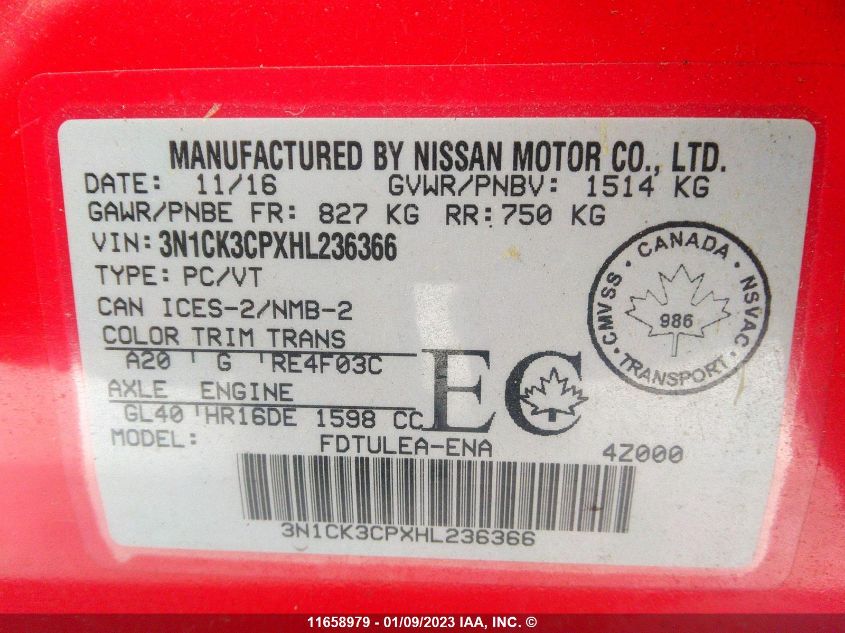 MANUFACTURED BY NISSAN MOTOR CO., LTD.
DATE: 11/16 GVWR/PNBV: 1514 KG
GAWR/PNBE FR: 827 KG RR: 750 KG
VIN: 3N1CK3CPXHL236366
TYPE: PC/VT
CAN ICES-2/NMB-2
COLOR TRIM TRANS
A20 G RE4F03C
AXLE ENGINE
GL40 HR16DE 1598 CC
MODEL: FDTULEA-ENA 4Z000
EC
CANADA
CMVSS 986 NSVAC
TRANSPORT
3N1CK3CPXHL236366
11658979 - 01/09/2023 IAA, INC. ©